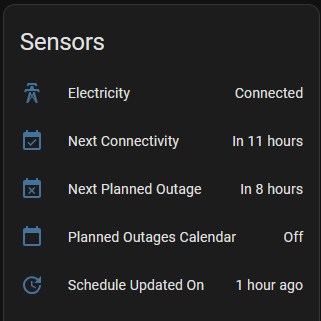 Sensors
Electricity Connected
Next Connectivity In 11 hours
Next Planned Outage In 8 hours
Planned Outages Calendar Off
Schedule Updated On 1 hour ago